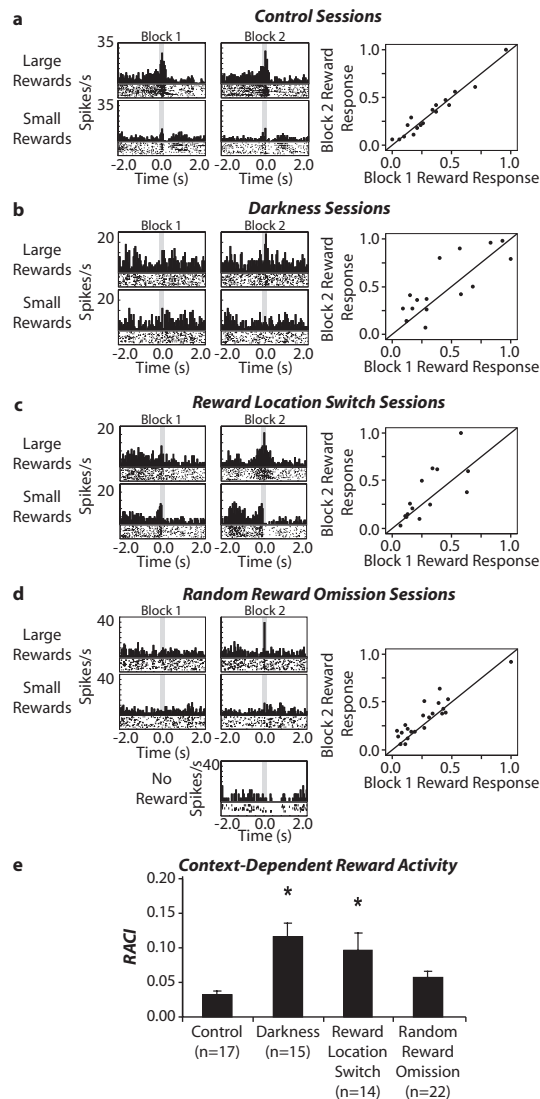 a
Control Sessions
Block 1
Block 2
Large
Rewards
Small
Rewards
35
35
Spikes/s
-2.0 0.0 2.0
-2.0 0.0 2.0
Time (s)
Time (s)
Block 2 Reward
Response
1.0
0.5
0.0
0.0 0.5 1.0
Block 1 Reward Response
b
Darkness Sessions
Block 1
Block 2
Large
Rewards
Small
Rewards
20
20
Spikes/s
-2.0 0.0 2.0
-2.0 0.0 2.0
Time (s)
Time (s)
Block 2 Reward
Response
1.0
0.5
0.0
0.0 0.5 1.0
Block 1 Reward Response
c
Reward Location Switch Sessions
Block 1
Block 2
Large
Rewards
Small
Rewards
20
20
Spikes/s
-2.0 0.0 2.0
-2.0 0.0 2.0
Time (s)
Time (s)
Block 2 Reward
Response
1.0
0.5
0.0
0.0 0.5 1.0
Block 1 Reward Response
d
Random Reward Omission Sessions
Block 1
Block 2
Large
Rewards
Small
Rewards
40
40
Spikes/s
-2.0 0.0 2.0
-2.0 0.0 2.0
Time (s)
Time (s)
No
Reward
40
Spikes/s
-2.0 0.0 2.0
Time (s)
Block 2 Reward
Response
1.0
0.5
0.0
0.0 0.5 1.0
Block 1 Reward Response
e
Context-Dependent Reward Activity
RACI
0.20
0.15
0.10
0.05
0.00
* *
Control
(n=17)
Darkness
(n=15)
Reward
Location
Switch
(n=14)
Random
Reward
Omission
(n=22)